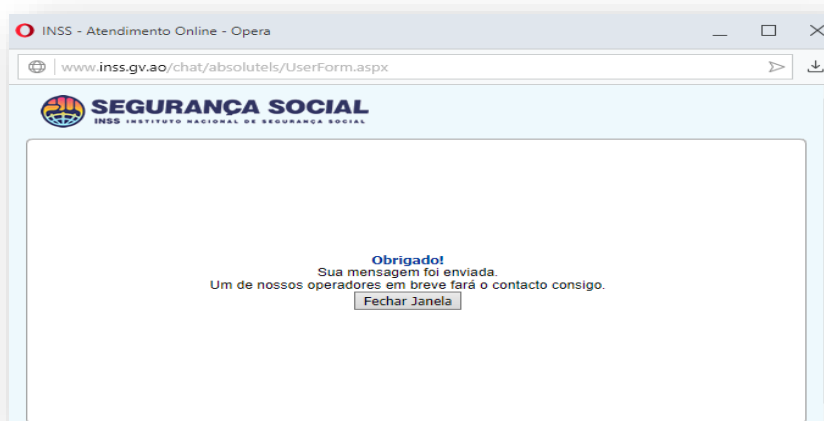 INSS - Atendimento Online - Opera
www.inss.gv.ao/chat/absolutels/UserForm.aspx
SEGURANÇA SOCIAL
INSS INSTITUTO NACIONAL DE SEGURANÇA SOCIAL
Obrigado!
Sua mensagem foi enviada.
Um de nossos operadores em breve fará o contacto consigo.
Fechar Janela